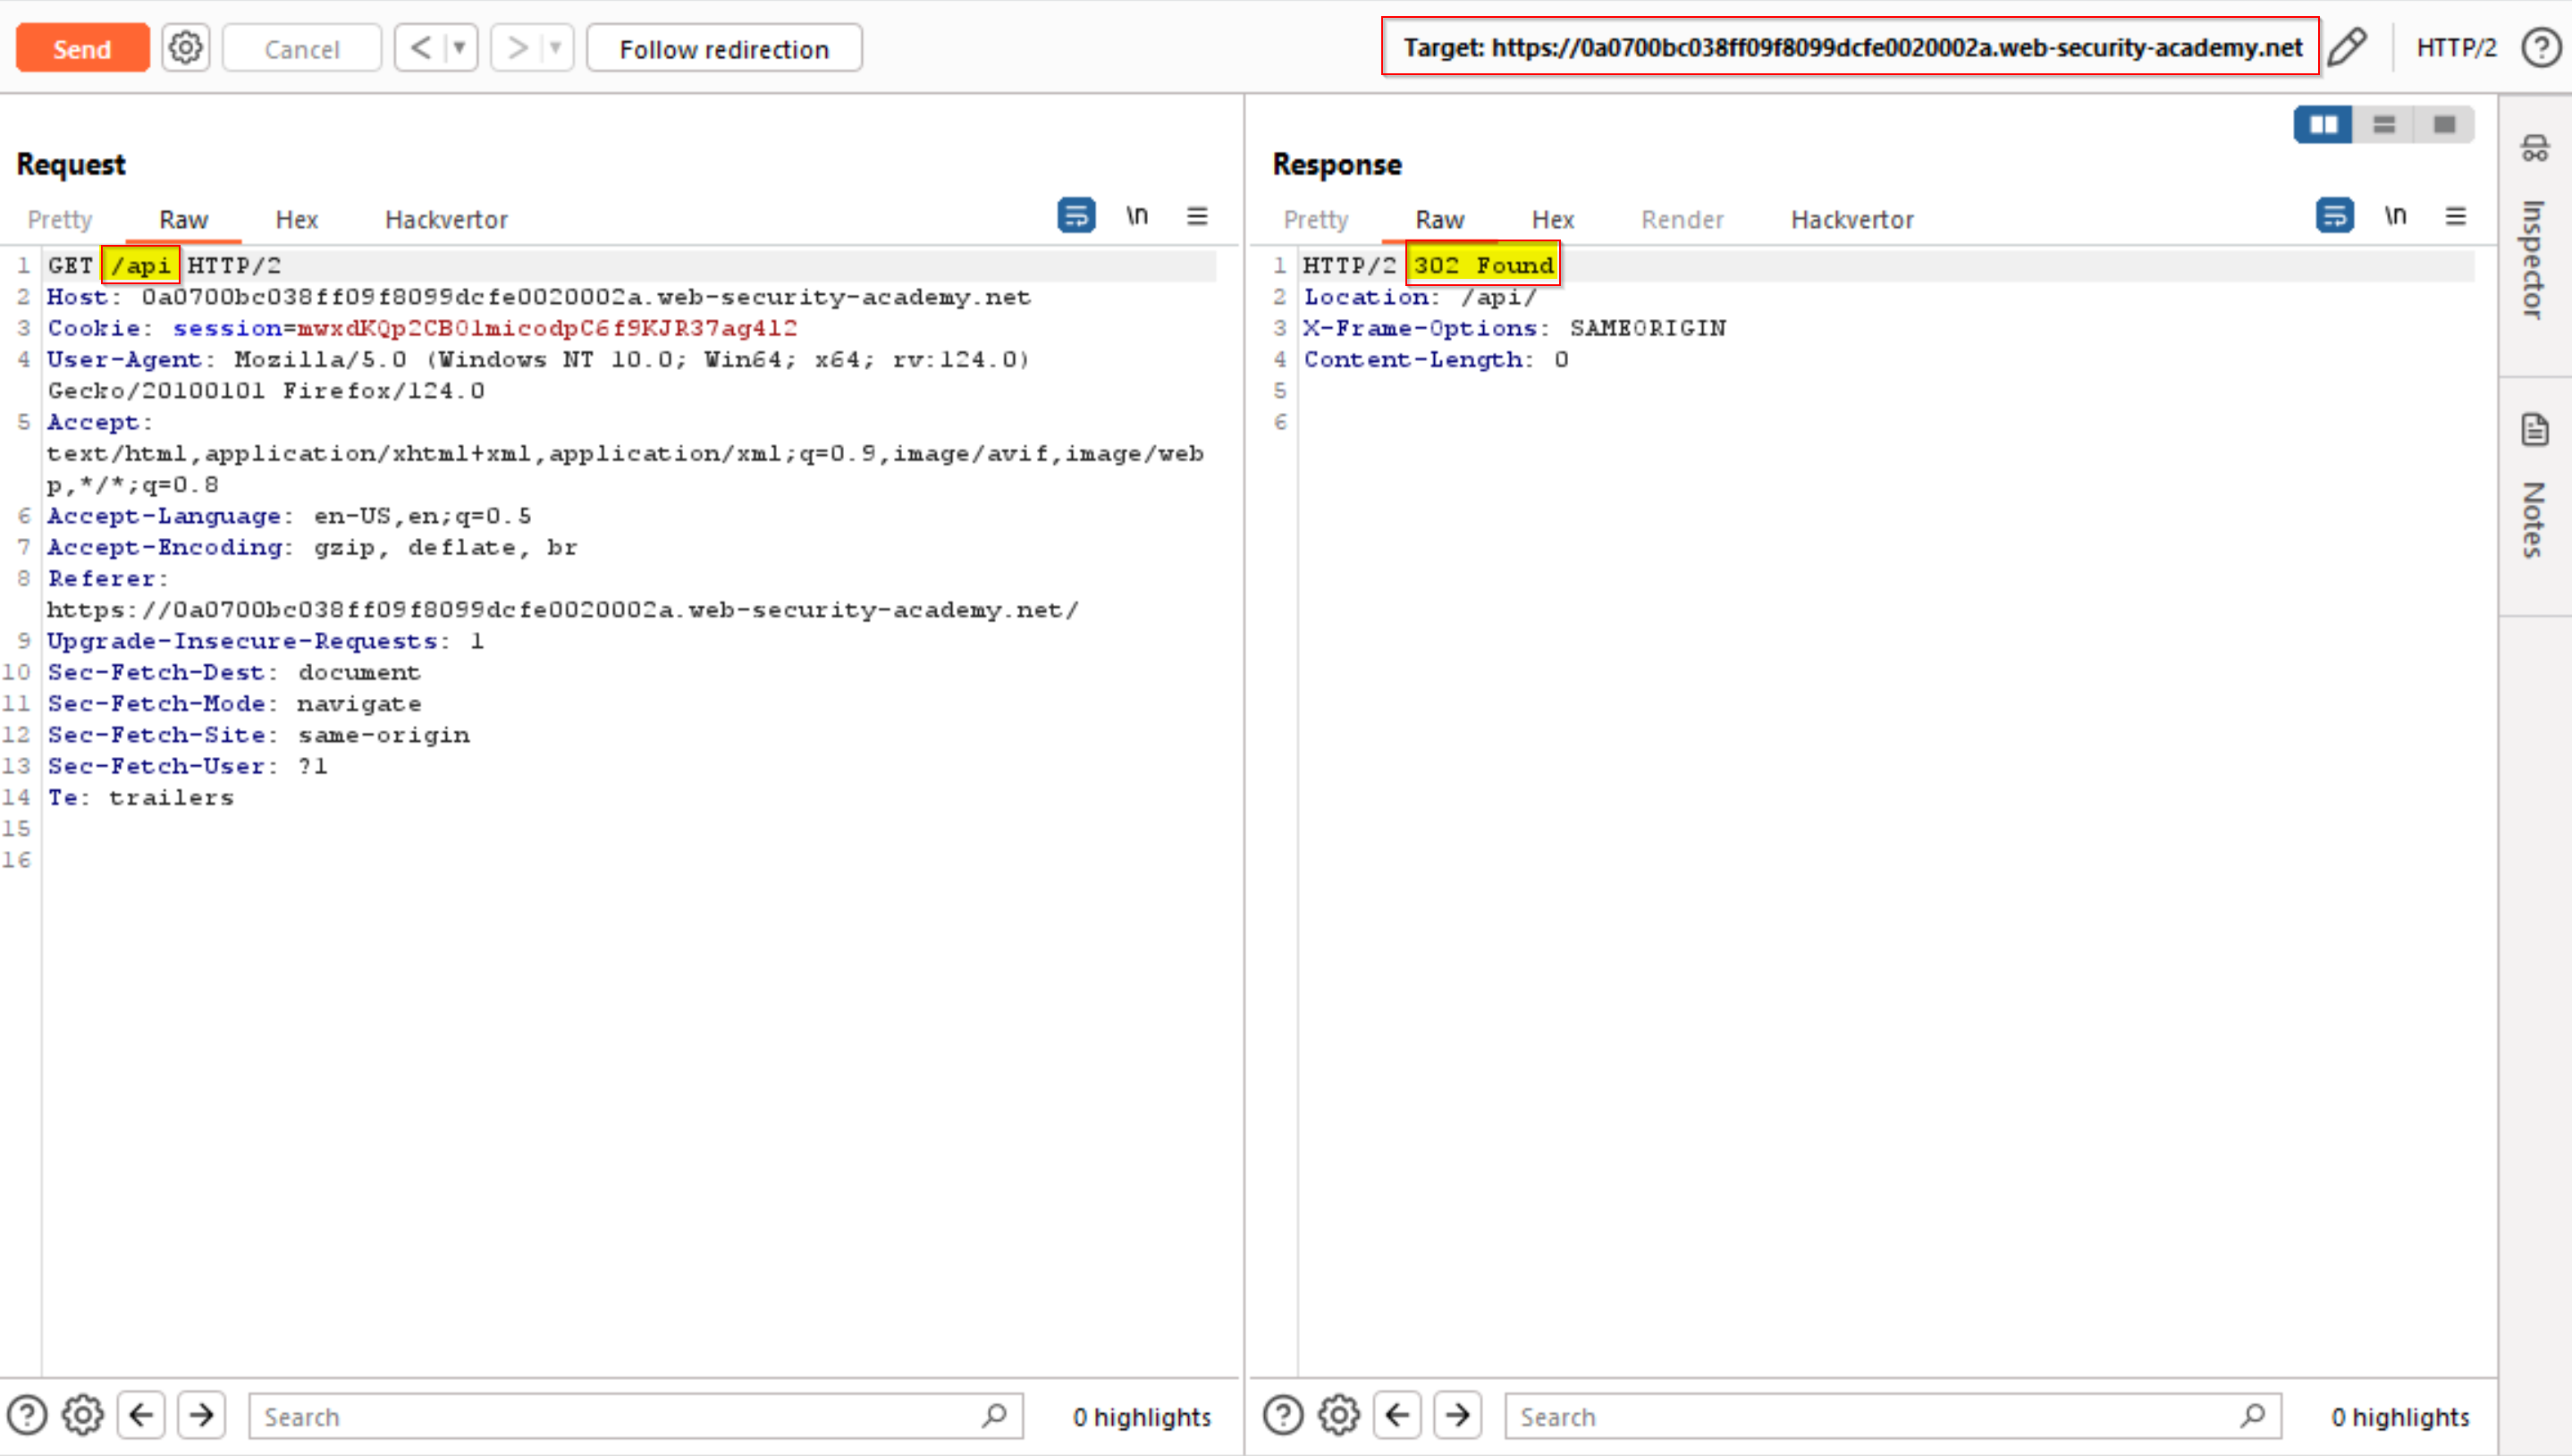 Send
Cancel
<
>
Follow redirection
Target: https://0a0700bc038ff09f8099dcfe0020002a.web-security-academy.net
HTTP/2
?
Request
Pretty Raw Hex Hackvertor \n
1 GET /api HTTP/2
2 Host: 0a0700bc038ff09f8099dcfe0020002a.web-security-academy.net
3 Cookie: session=mwxdKQp2CB01micodpC6f9KJR37ag412
4 User-Agent: Mozilla/5.0 (Windows NT 10.0; Win64; x64; rv:124.0)
Gecko/20100101 Firefox/124.0
5 Accept:
text/html,application/xhtml+xml,application/xml;q=0.9,image/avif,image/web
p,*/*;q=0.8
6 Accept-Language: en-US,en;q=0.5
7 Accept-Encoding: gzip, deflate, br
8 Referer:
https://0a0700bc038ff09f8099dcfe0020002a.web-security-academy.net/
9 Upgrade-Insecure-Requests: 1
10 Sec-Fetch-Dest: document
11 Sec-Fetch-Mode: navigate
12 Sec-Fetch-Site: same-origin
13 Sec-Fetch-User: ?1
14 Te: trailers
15
16
? Search 0 highlights
Response
Pretty Raw Hex Render Hackvertor \n
1 HTTP/2 302 Found
2 Location: /api/
3 X-Frame-Options: SAMEORIGIN
4 Content-Length: 0
5
6
? Search 0 highlights
Inspector
Notes